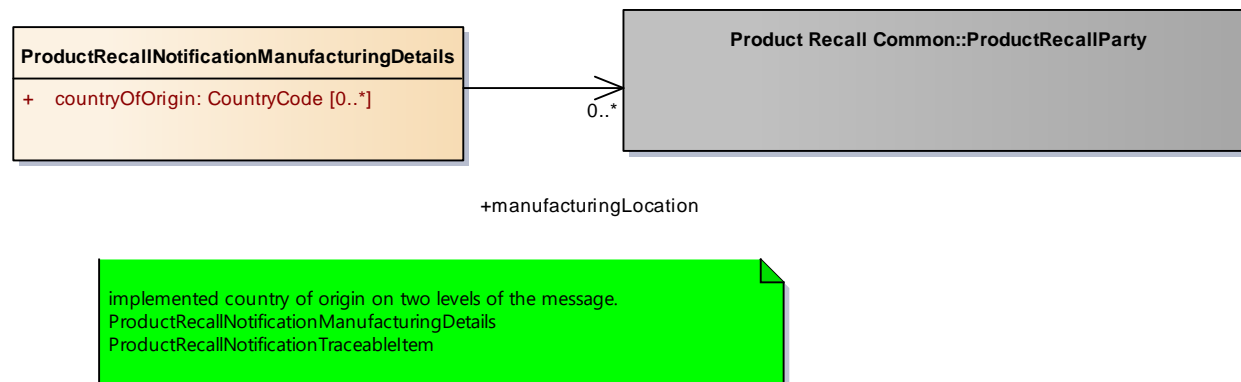 ProductRecallNotificationManufacturingDetails
+ countryOfOrigin: CountryCode [0..*]
Product Recall Common::ProductRecallParty
0..*
+manufacturingLocation
implemented country of origin on two levels of the message.
ProductRecallNotificationManufacturingDetails
ProductRecallNotificationTraceableItem